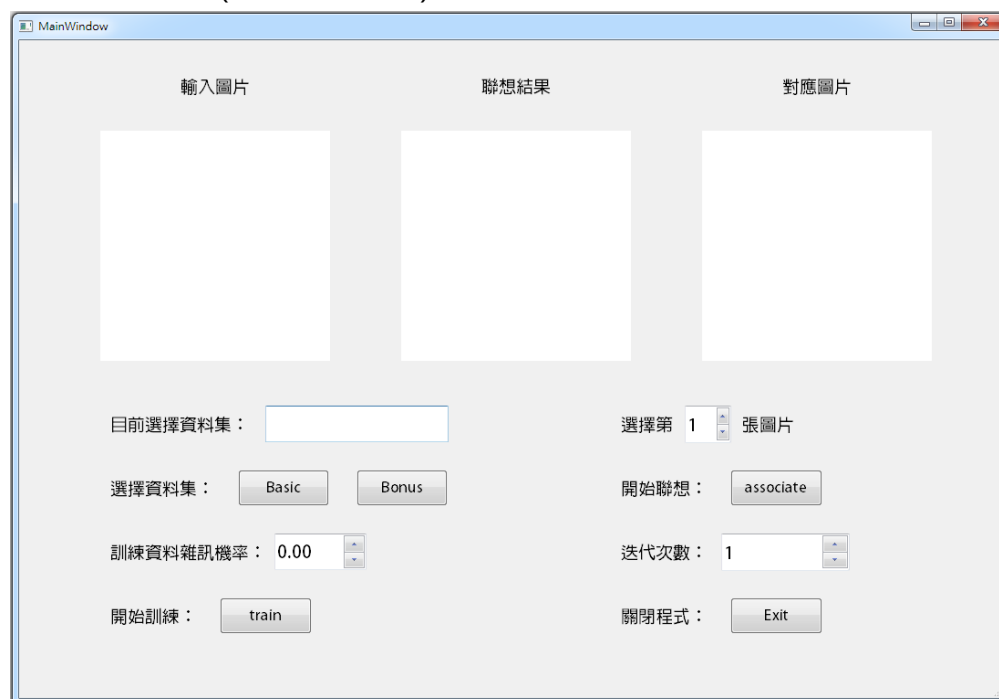 MainWindow
輸入圖片 聯想結果 對應圖片
目前選擇資料集： 選擇第 1 張圖片
選擇資料集： Basic Bonus 開始聯想： associate
訓練資料雜訊機率： 0.00 迭代次數： 1
開始訓練： train 關閉程式： Exit